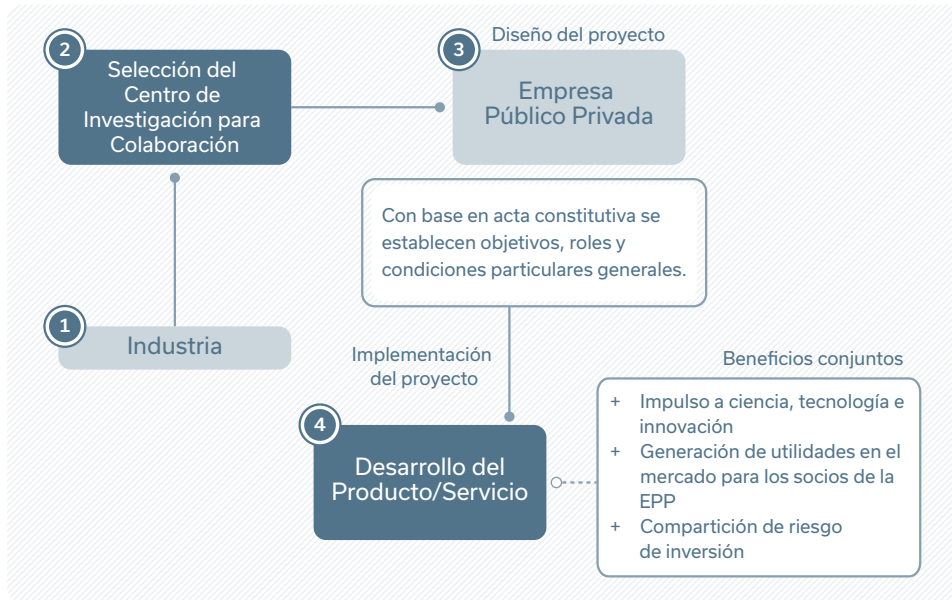 2
Selección del
Centro de
Investigación para
Colaboración
3
Diseño del proyecto
Empresa
Público Privada
Con base en acta constitutiva se
establecen objetivos, roles y
condiciones particulares generales.
1
Industria
Implementación
del proyecto
4
Desarrollo del
Producto/Servicio
Beneficios conjuntos
+ Impulso a ciencia, tecnología e
innovación
+ Generación de utilidades en el
mercado para los socios de la
EPP
+ Compartición de riesgo
de inversión